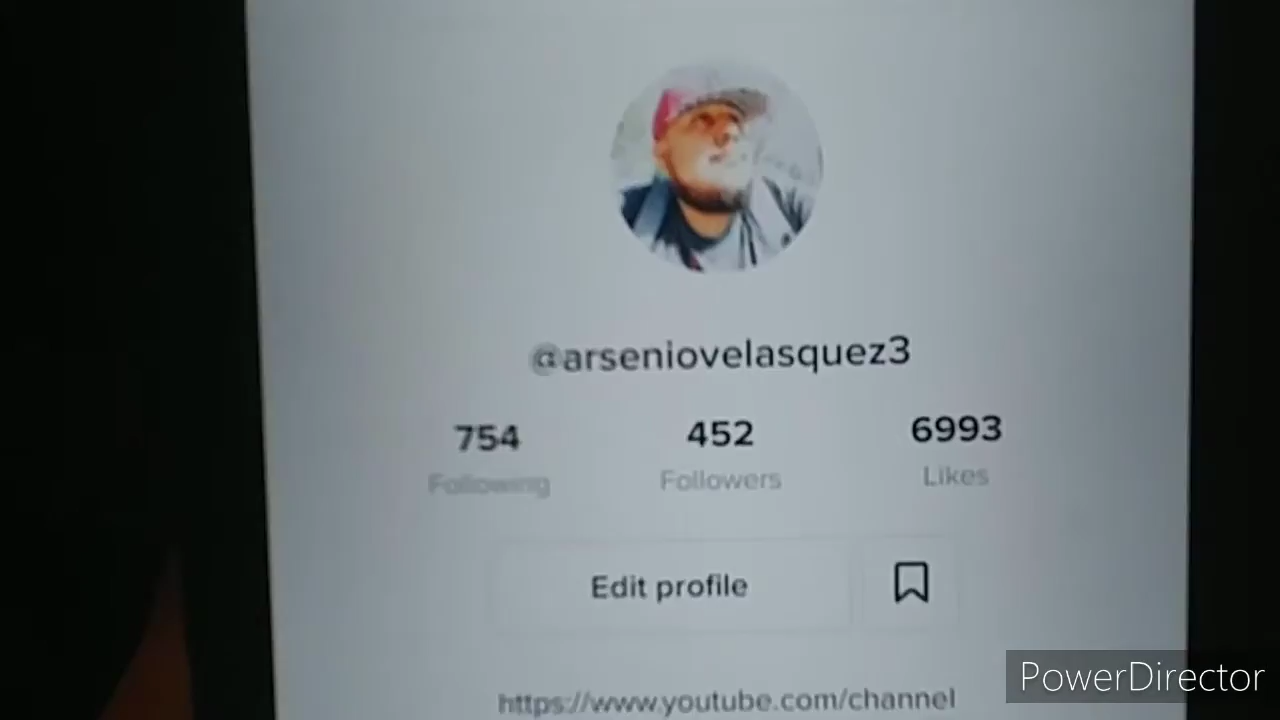 @arseniovelasquez3
754 452 6993
Following Followers Likes
Edit profile
https://www.youtube.com/channel
PowerDirector